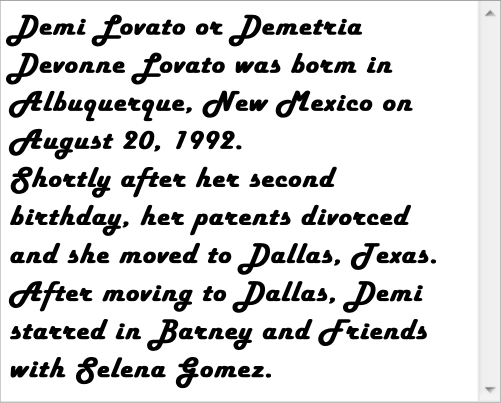 Demi Lovato or Demetria
Devonne Lovato was born in
Albuquerque, New Mexico on
August 20, 1992.
Shortly after her second
birthday, her parents divorced
and she moved to Dallas, Texas.
After moving to Dallas, Demi
starred in Barney and Friends
with Selena Gomez.